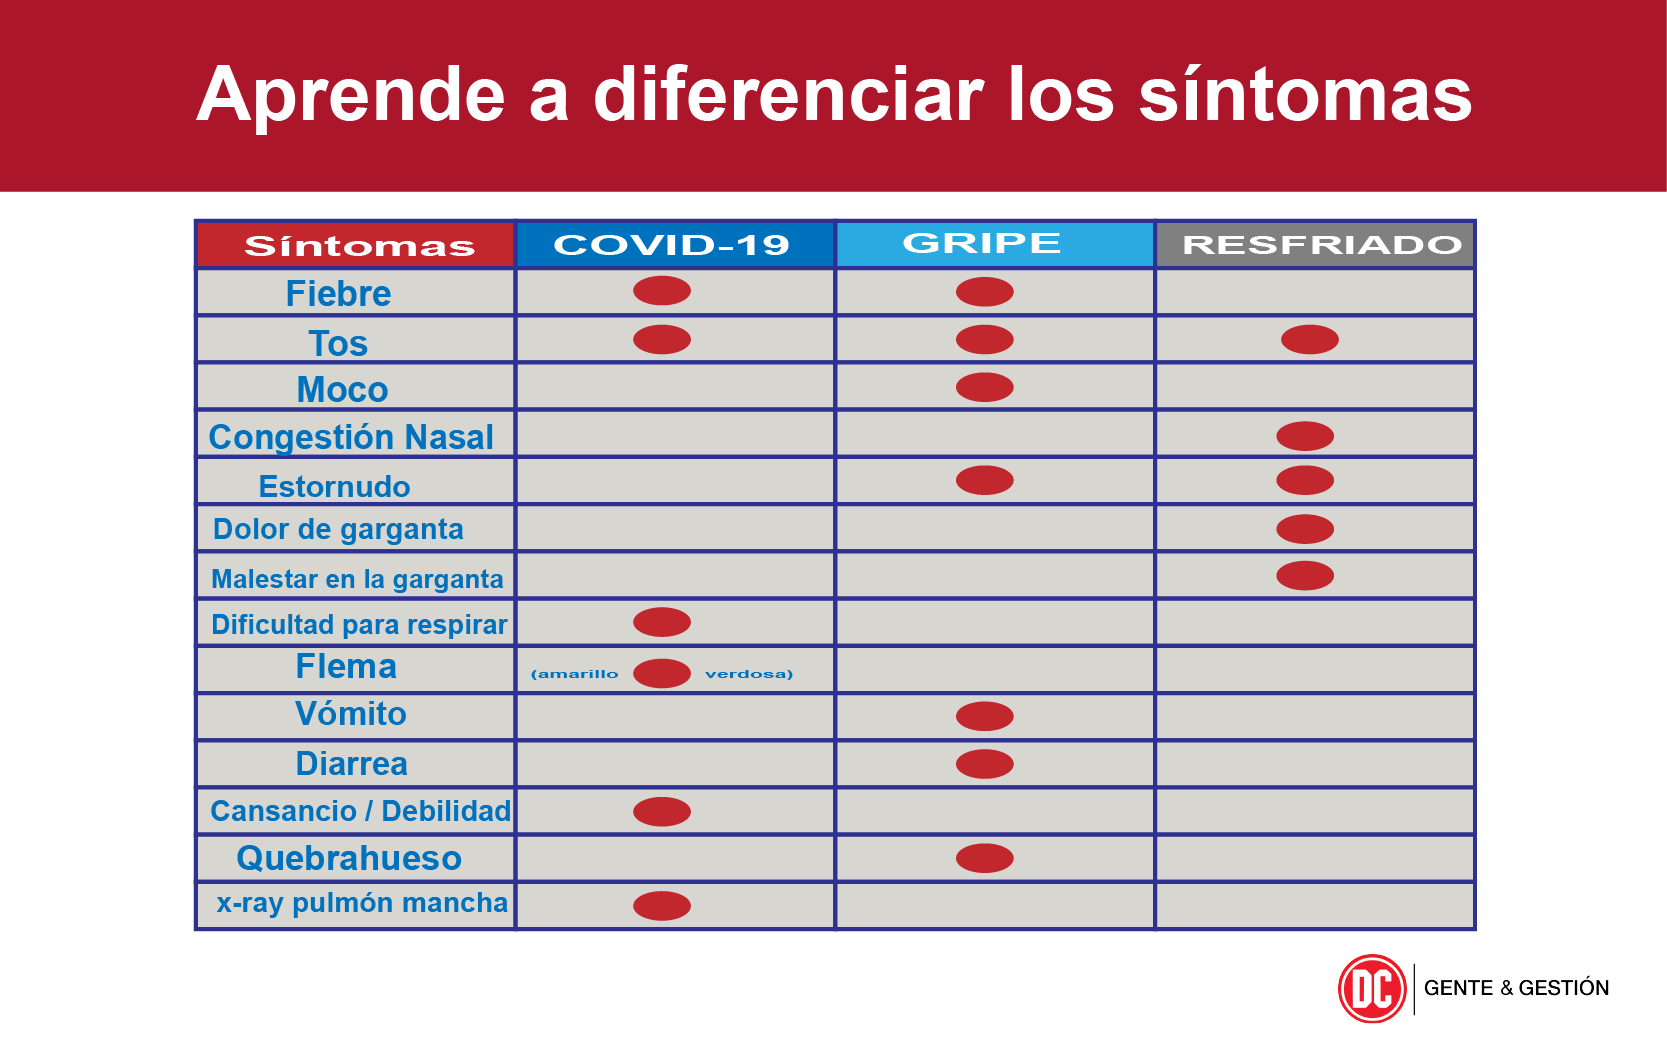 Aprende a diferenciar los síntomas
Síntomas COVID-19 GRIPE RESFRIADO
Fiebre
Tos
Moco
Congestión Nasal
Estornudo
Dolor de garganta
Malestar en la garganta
Dificultad para respirar
Flema (amarillo verdosa)
Vómito
Diarrea
Cansancio / Debilidad
Quebrahueso
x-ray pulmón mancha
DC GENTE & GESTIÓN